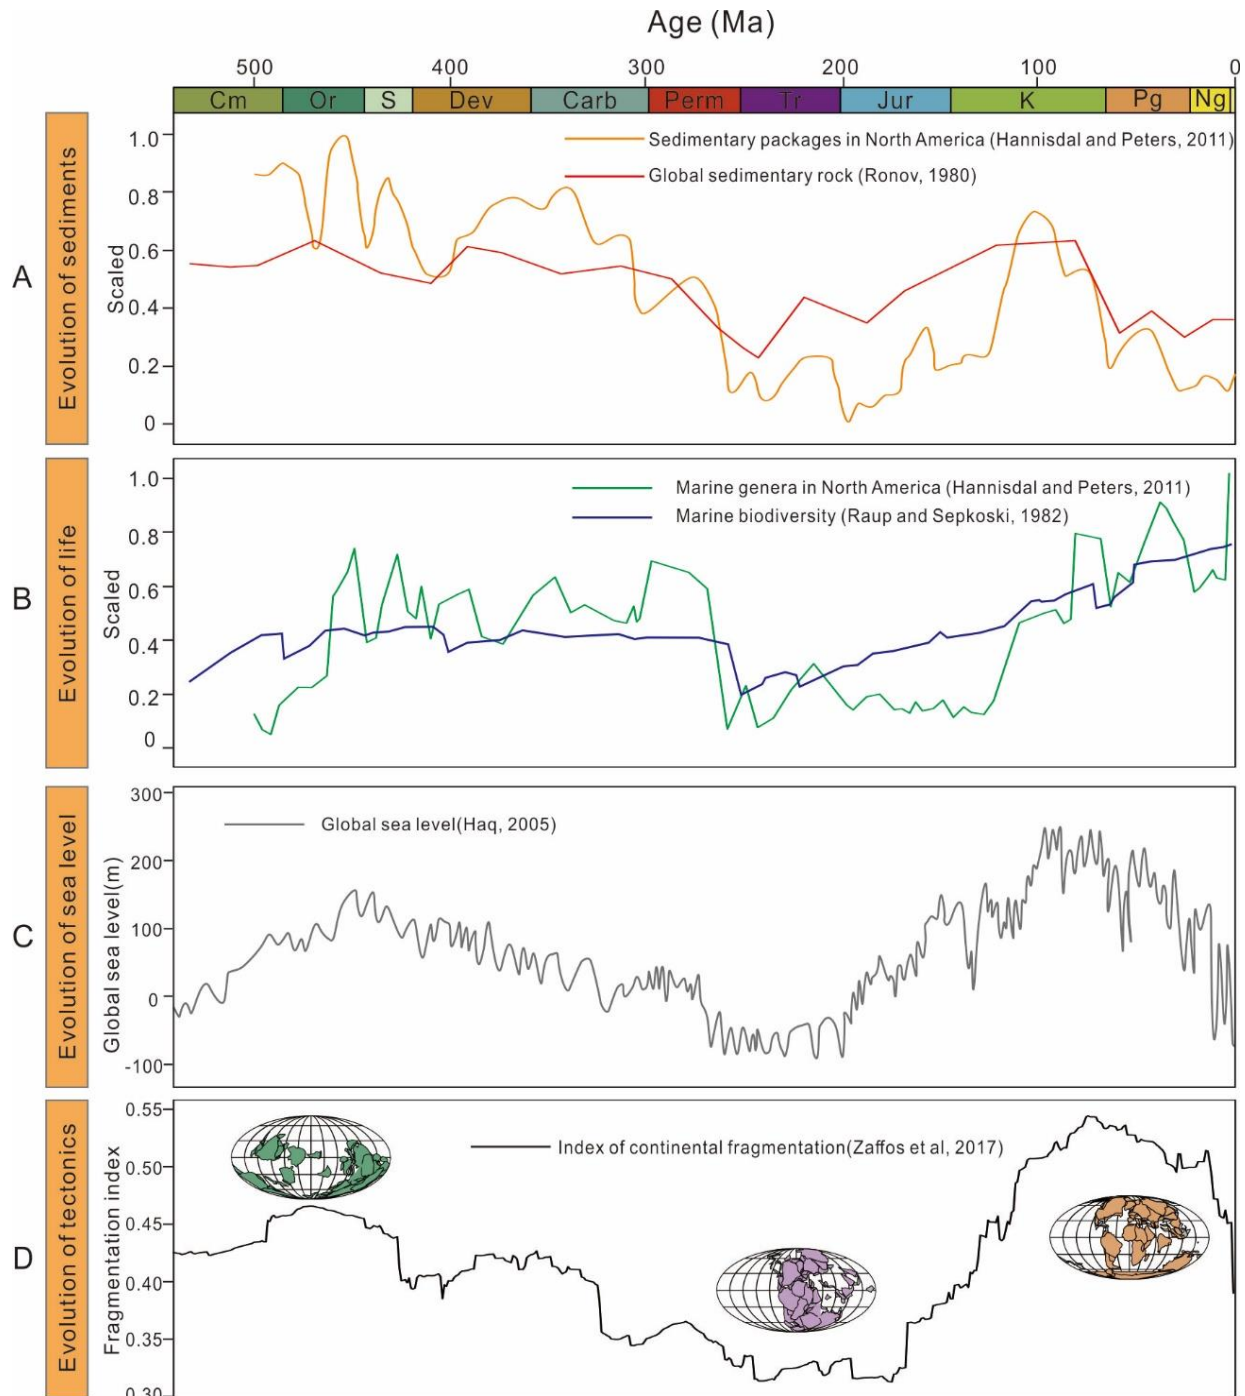 Age (Ma)
500 400 300 200 100 0
Cm Or S Dev Carb Perm Tr Jur K Pg Ng
A
Evolution of sediments
Scaled
1.0
0.8
0.6
0.4
0.2
0
Sedimentary packages in North America (Hannisdal and Peters, 2011)
Global sedimentary rock (Ronov, 1980)
B
Evolution of life
Scaled
1.0
0.8
0.6
0.4
0.2
0
Marine genera in North America (Hannisdal and Peters, 2011)
Marine biodiversity (Raup and Sepkoski, 1982)
C
Evolution of sea level
Global sea level(m)
300
200
100
0
-100
Global sea level(Haq, 2005)
D
Evolution of tectonics
Fragmentation index
0.55
0.50
0.45
0.40
0.35
0.30
Index of continental fragmentation(Zaffos et al, 2017)